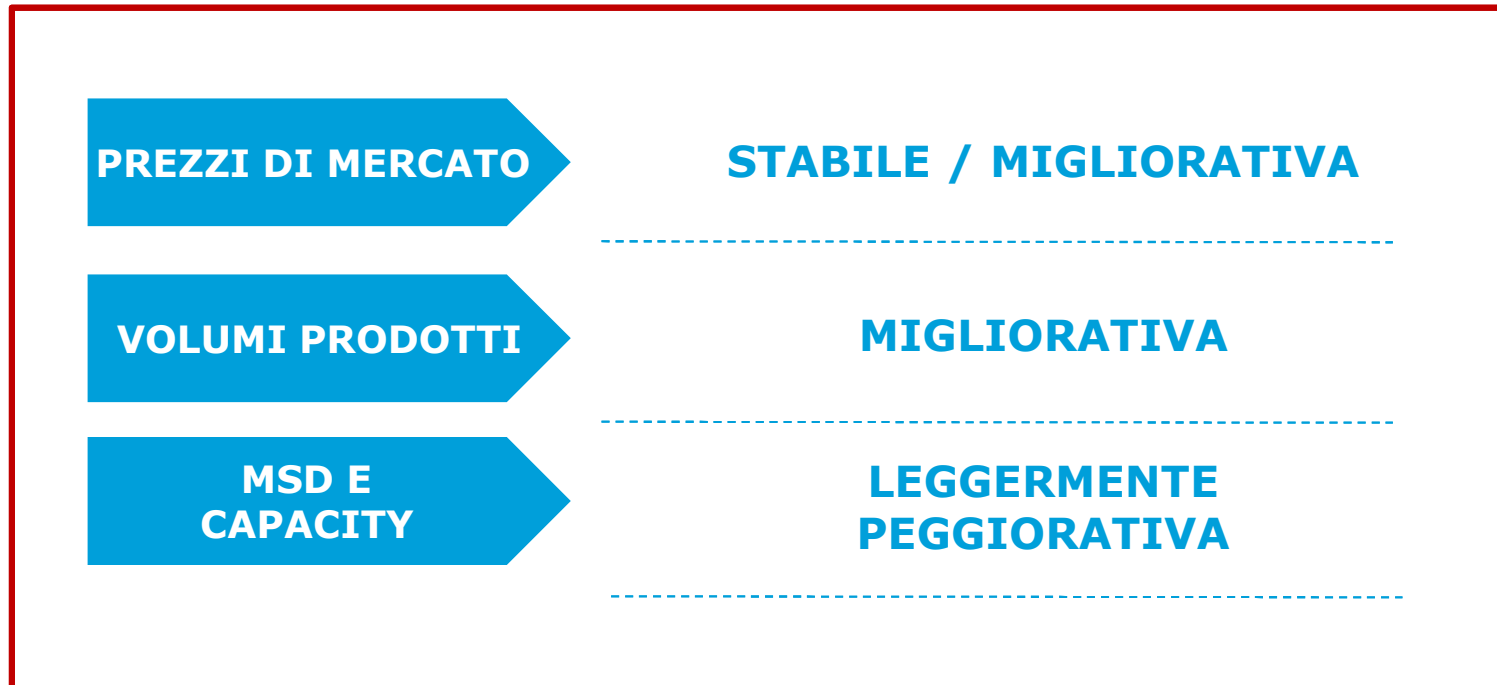 PREZZI DI MERCATO
STABILE / MIGLIORATIVA
VOLUMI PRODOTTI
MIGLIORATIVA
MSD E
CAPACITY
LEGGERMENTE
PEGGIORATIVA